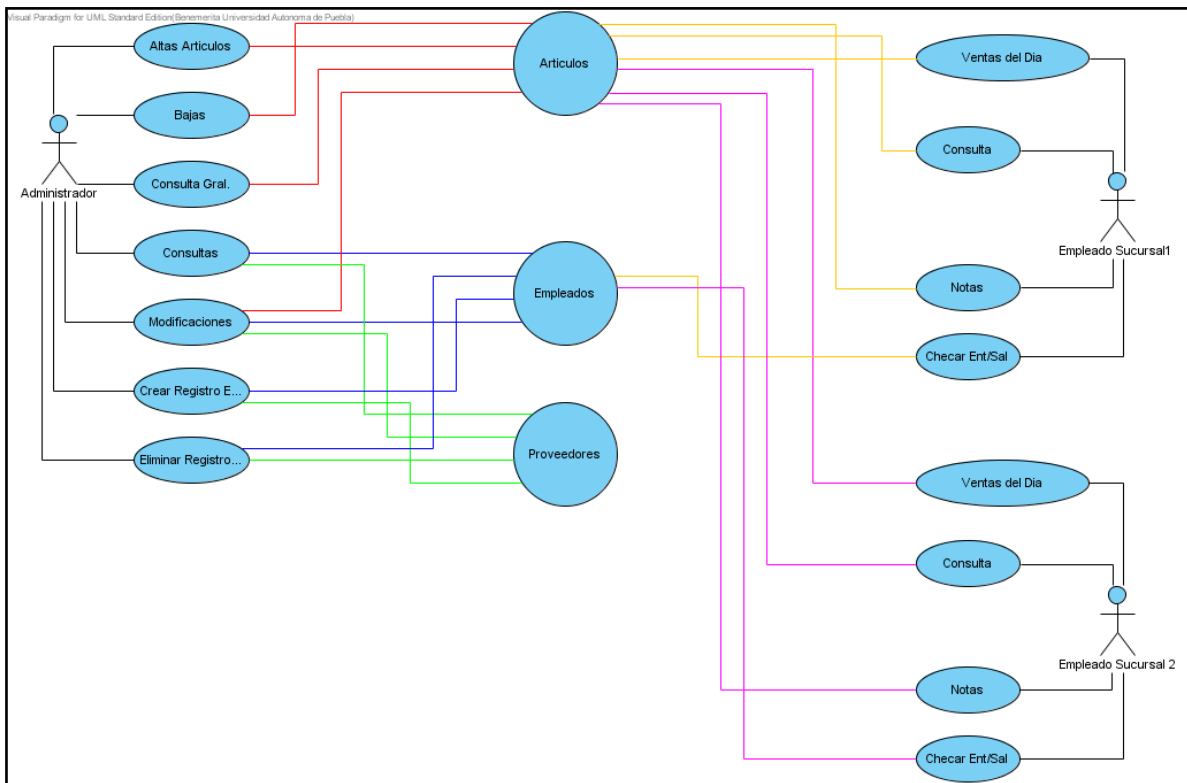 Visual Paradigm for UML Standard Edition(Benemerita Universidad Autonoma de Puebla)
Altas Articulos
Bajas
Consulta Gral.
Consultas
Modificaciones
Crear Registro E...
Eliminar Registro...
Administrador
Articulos
Empleados
Proveedores
Ventas del Dia
Consulta
Notas
Checar Ent/Sal
Empleado Sucursal1
Ventas del Dia
Consulta
Notas
Checar Ent/Sal
Empleado Sucursal 2